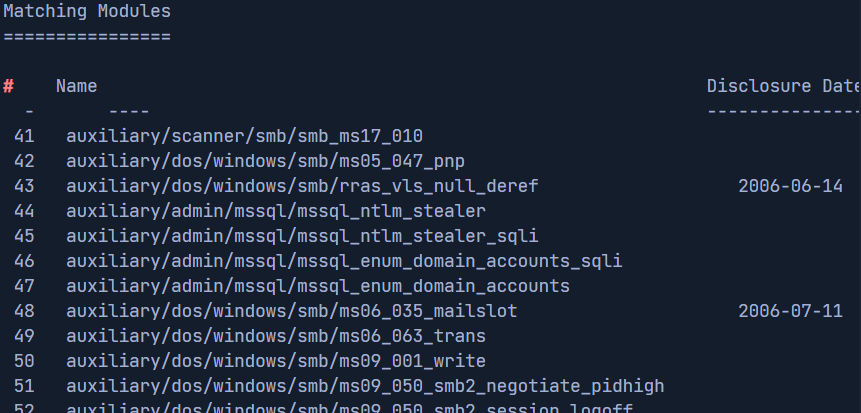 Matching Modules
================
#    Name    Disclosure Date
-    ----    --------------
41   auxiliary/scanner/smb/smb_ms17_010
42   auxiliary/dos/windows/smb/ms05_047_pnp
43   auxiliary/dos/windows/smb/rras_vls_null_deref    2006-06-14
44   auxiliary/admin/mssql/mssql_ntlm_stealer
45   auxiliary/admin/mssql/mssql_ntlm_stealer_sqli
46   auxiliary/admin/mssql/mssql_enum_domain_accounts_sqli
47   auxiliary/admin/mssql/mssql_enum_domain_accounts
48   auxiliary/dos/windows/smb/ms06_035_mailslot    2006-07-11
49   auxiliary/dos/windows/smb/ms06_063_trans
50   auxiliary/dos/windows/smb/ms09_001_write
51   auxiliary/dos/windows/smb/ms09_050_smb2_negotiate_pidhigh
52   auxiliary/dos/windows/smb/ms09_050_smb2_session_logoff